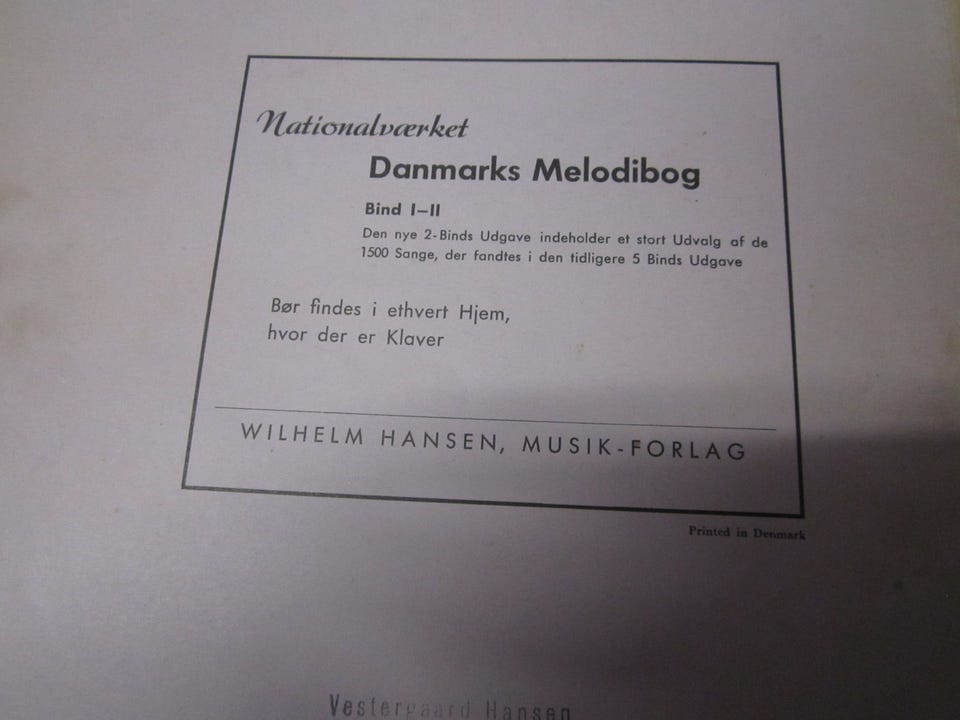 Nationalværket
Danmarks Melodibog
Bind I–II
Den nye 2-Binds Udgave indeholder et stort Udvalg af de
1500 Sange, der fandtes i den tidligere 5 Binds Udgave
Bør findes i ethvert Hjem,
hvor der er Klaver
WILHELM HANSEN, MUSIK-FORLAG
Printed in Denmark
Vestergaard Hansen